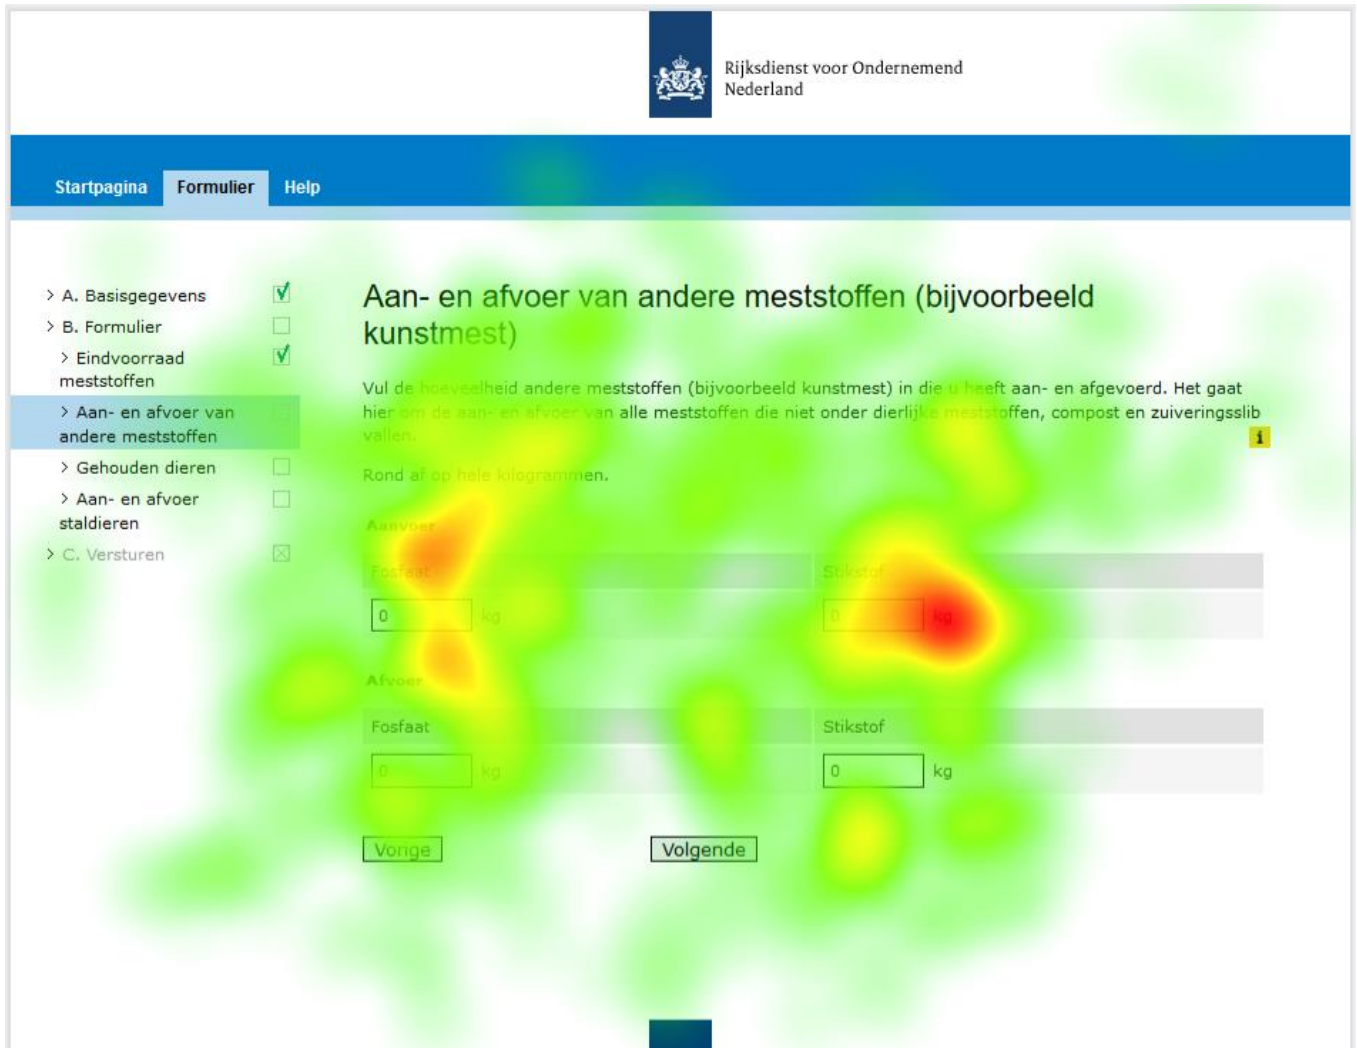 Rijksdienst voor Ondernemend
Nederland
Startpagina Formulier Help
> A. Basisgegevens
> B. Formulier
> Eindvoorraad
meststoffen
> Aan- en afvoer van
andere meststoffen
> Gehouden dieren
> Aan- en afvoer
staldieren
> C. Versturen
Aan- en afvoer van andere meststoffen (bijvoorbeeld
kunstmest)
Vul de hoeveelheid andere meststoffen (bijvoorbeeld kunstmest) in die u heeft aan- en afgevoerd. Het gaat
hier om de aan- en afvoer van alle meststoffen die niet onder dierlijke meststoffen, compost en zuiveringsslib
vallen.
i
Rond af op hele kilogrammen.
Aanvoer
Fosfaat Stikstof
0 kg 0 kg
Afvoer
Fosfaat Stikstof
0 kg 0 kg
Vorige Volgende